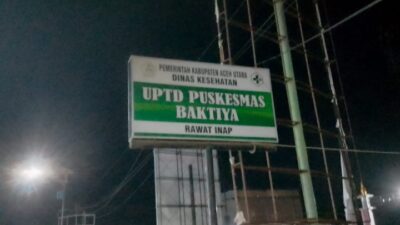 PEMERINTAH KABUPATEN ACEH UTARA
DINAS KESEHATAN
UPTD PUSKESMAS
BAKTIYA
RAWAT INAP